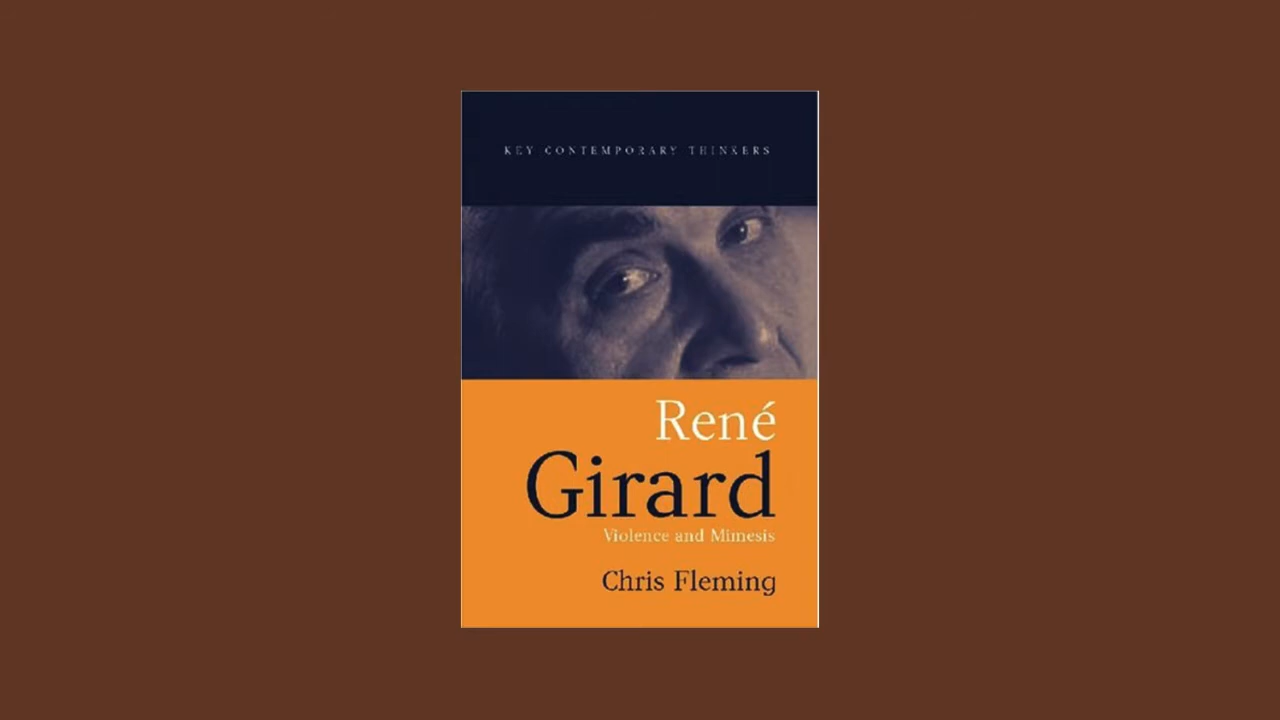 KEY CONTEMPORARY THINKERS
René
Girard
Violence and Mimesis
Chris Fleming